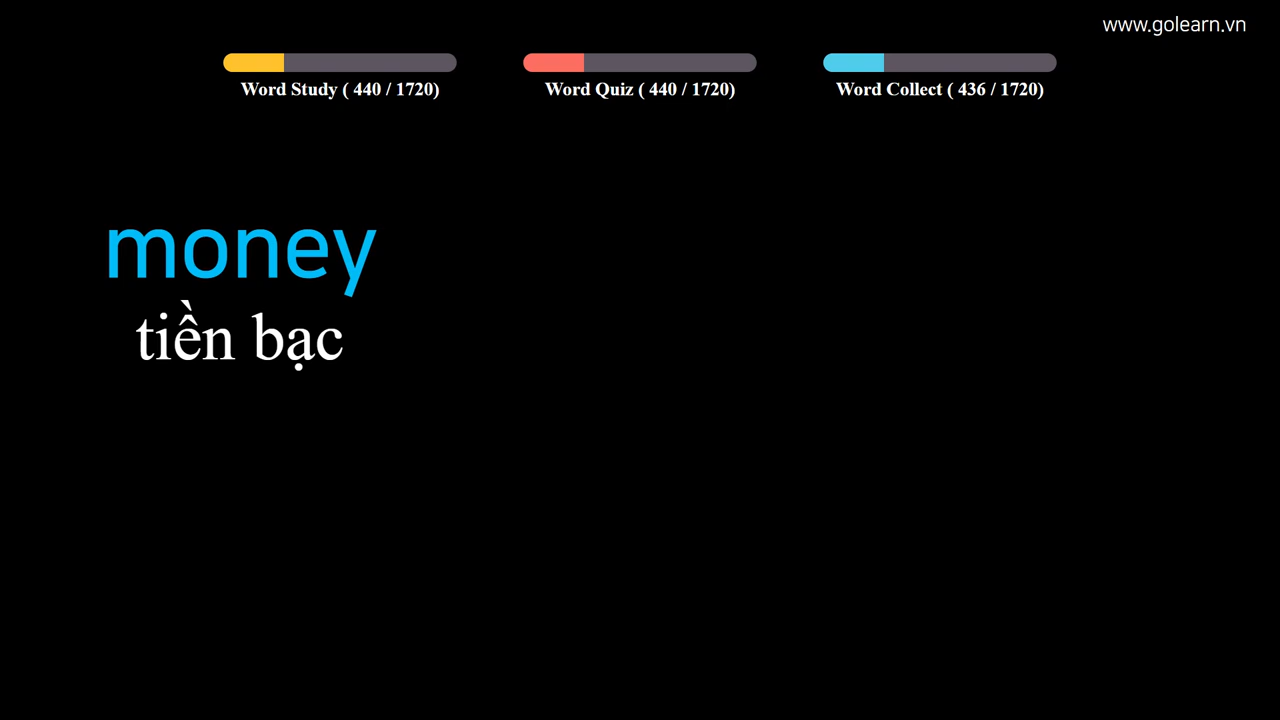 www.golearn.vn
Word Study ( 440 / 1720)
Word Quiz ( 440 / 1720)
Word Collect ( 436 / 1720)
money
tiền bạc